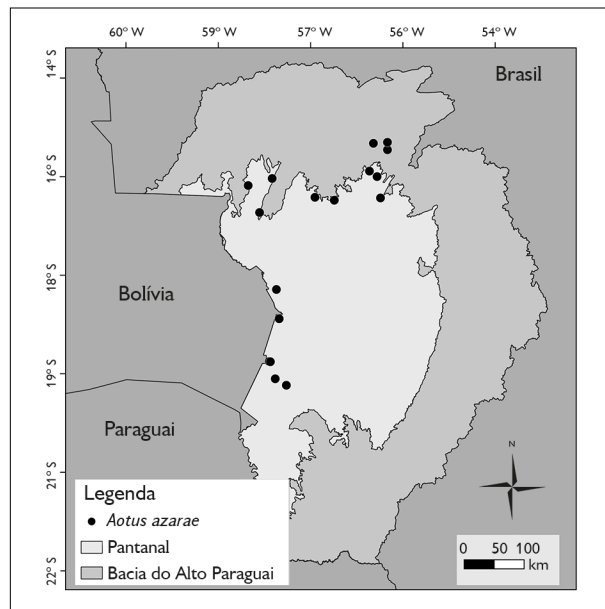 60° W 59° W 57° W 56° W 54° W
14° S
Brasil
16° S
18° S
Bolívia
19° S
Paraguai
21° S
N
Legenda
Aotus azarae
Pantanal
0 50 100
km
22° S
Bacia do Alto Paraguai